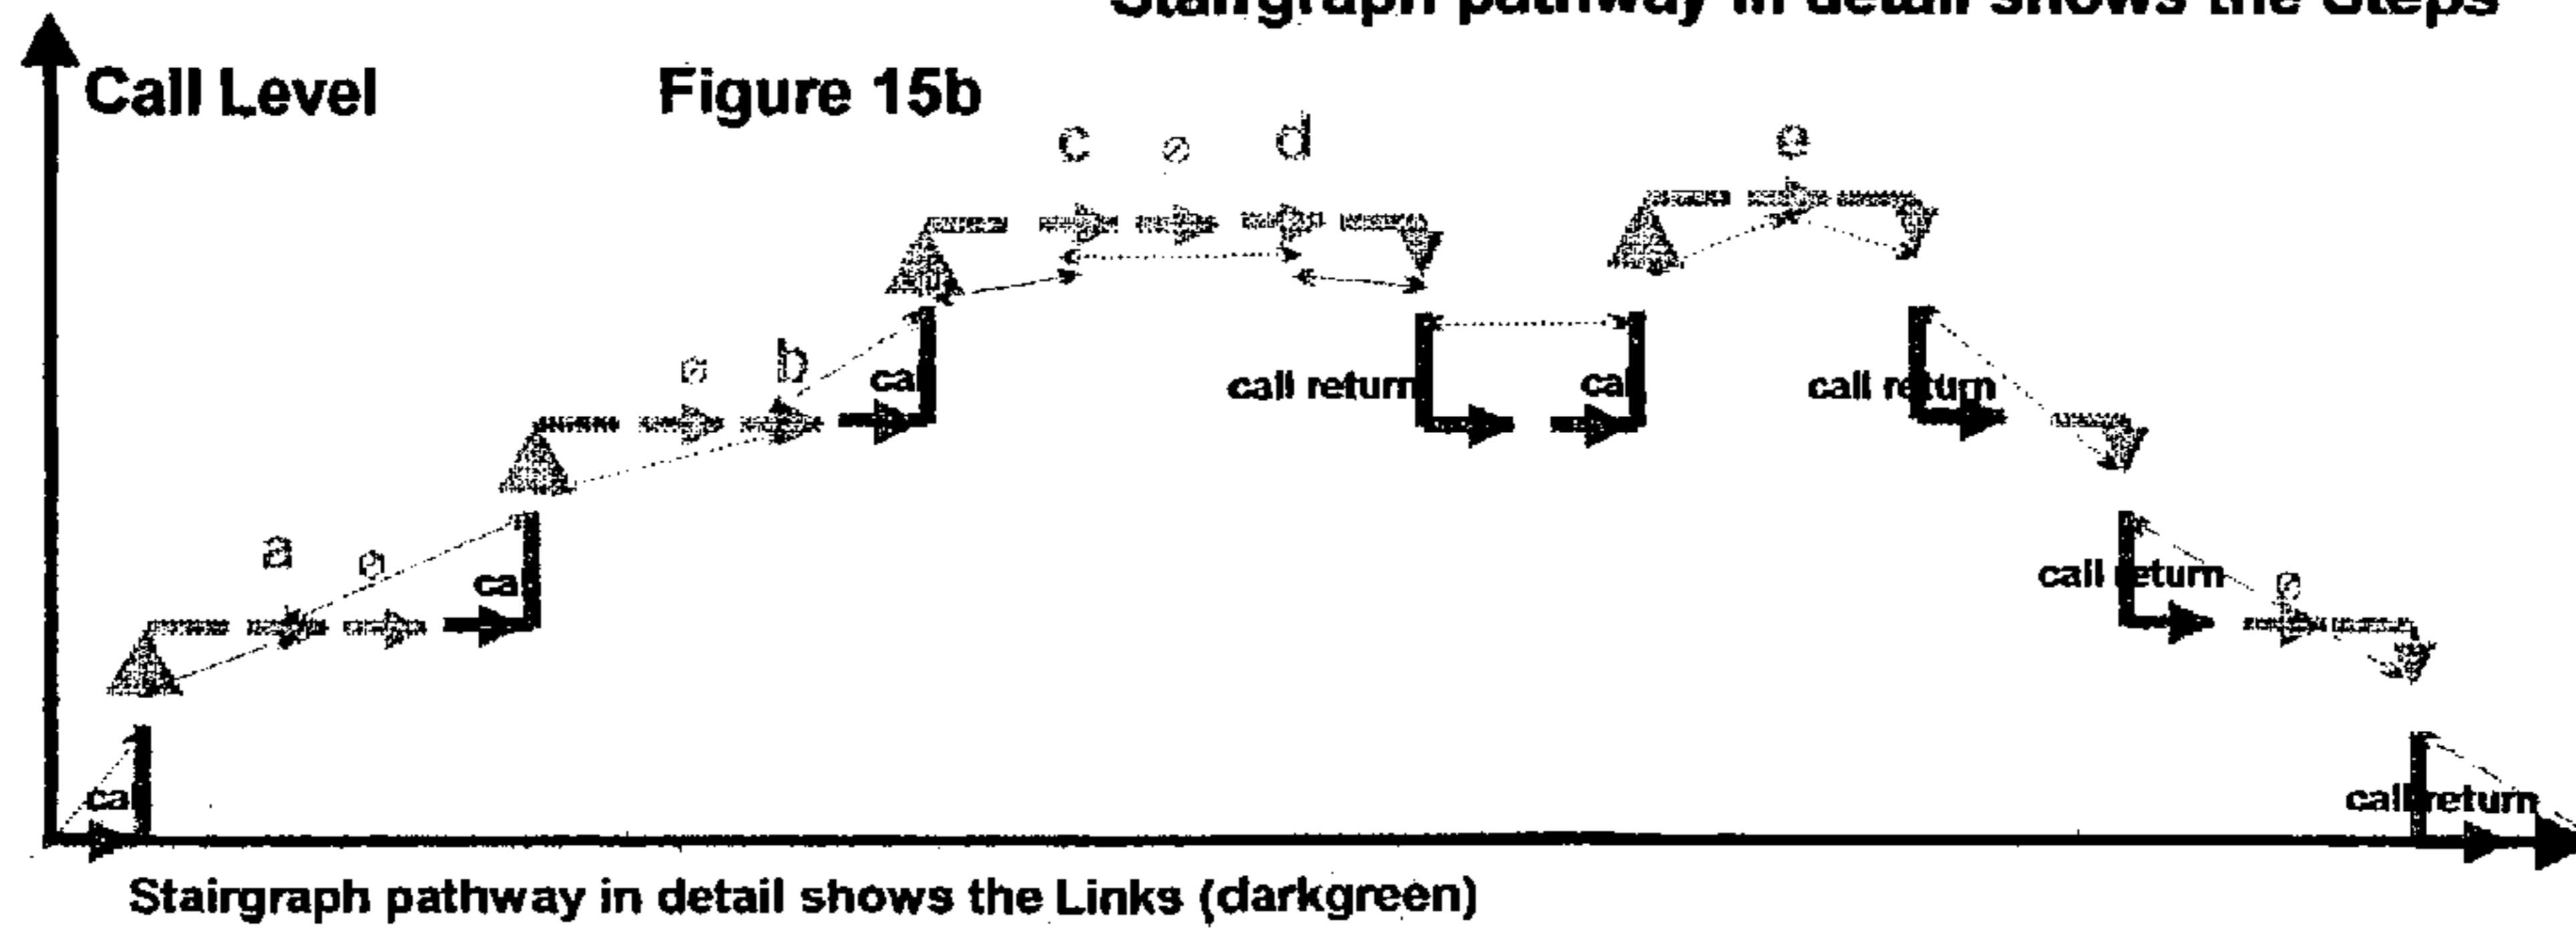 Stairgraph pathway in detail shows the Steps
Call Level
Figure 15b
c ø d
e
ø b
cal
call return
cal
call return
a
cal
call return
ø
cal
call return
Stairgraph pathway in detail shows the Links (darkgreen)